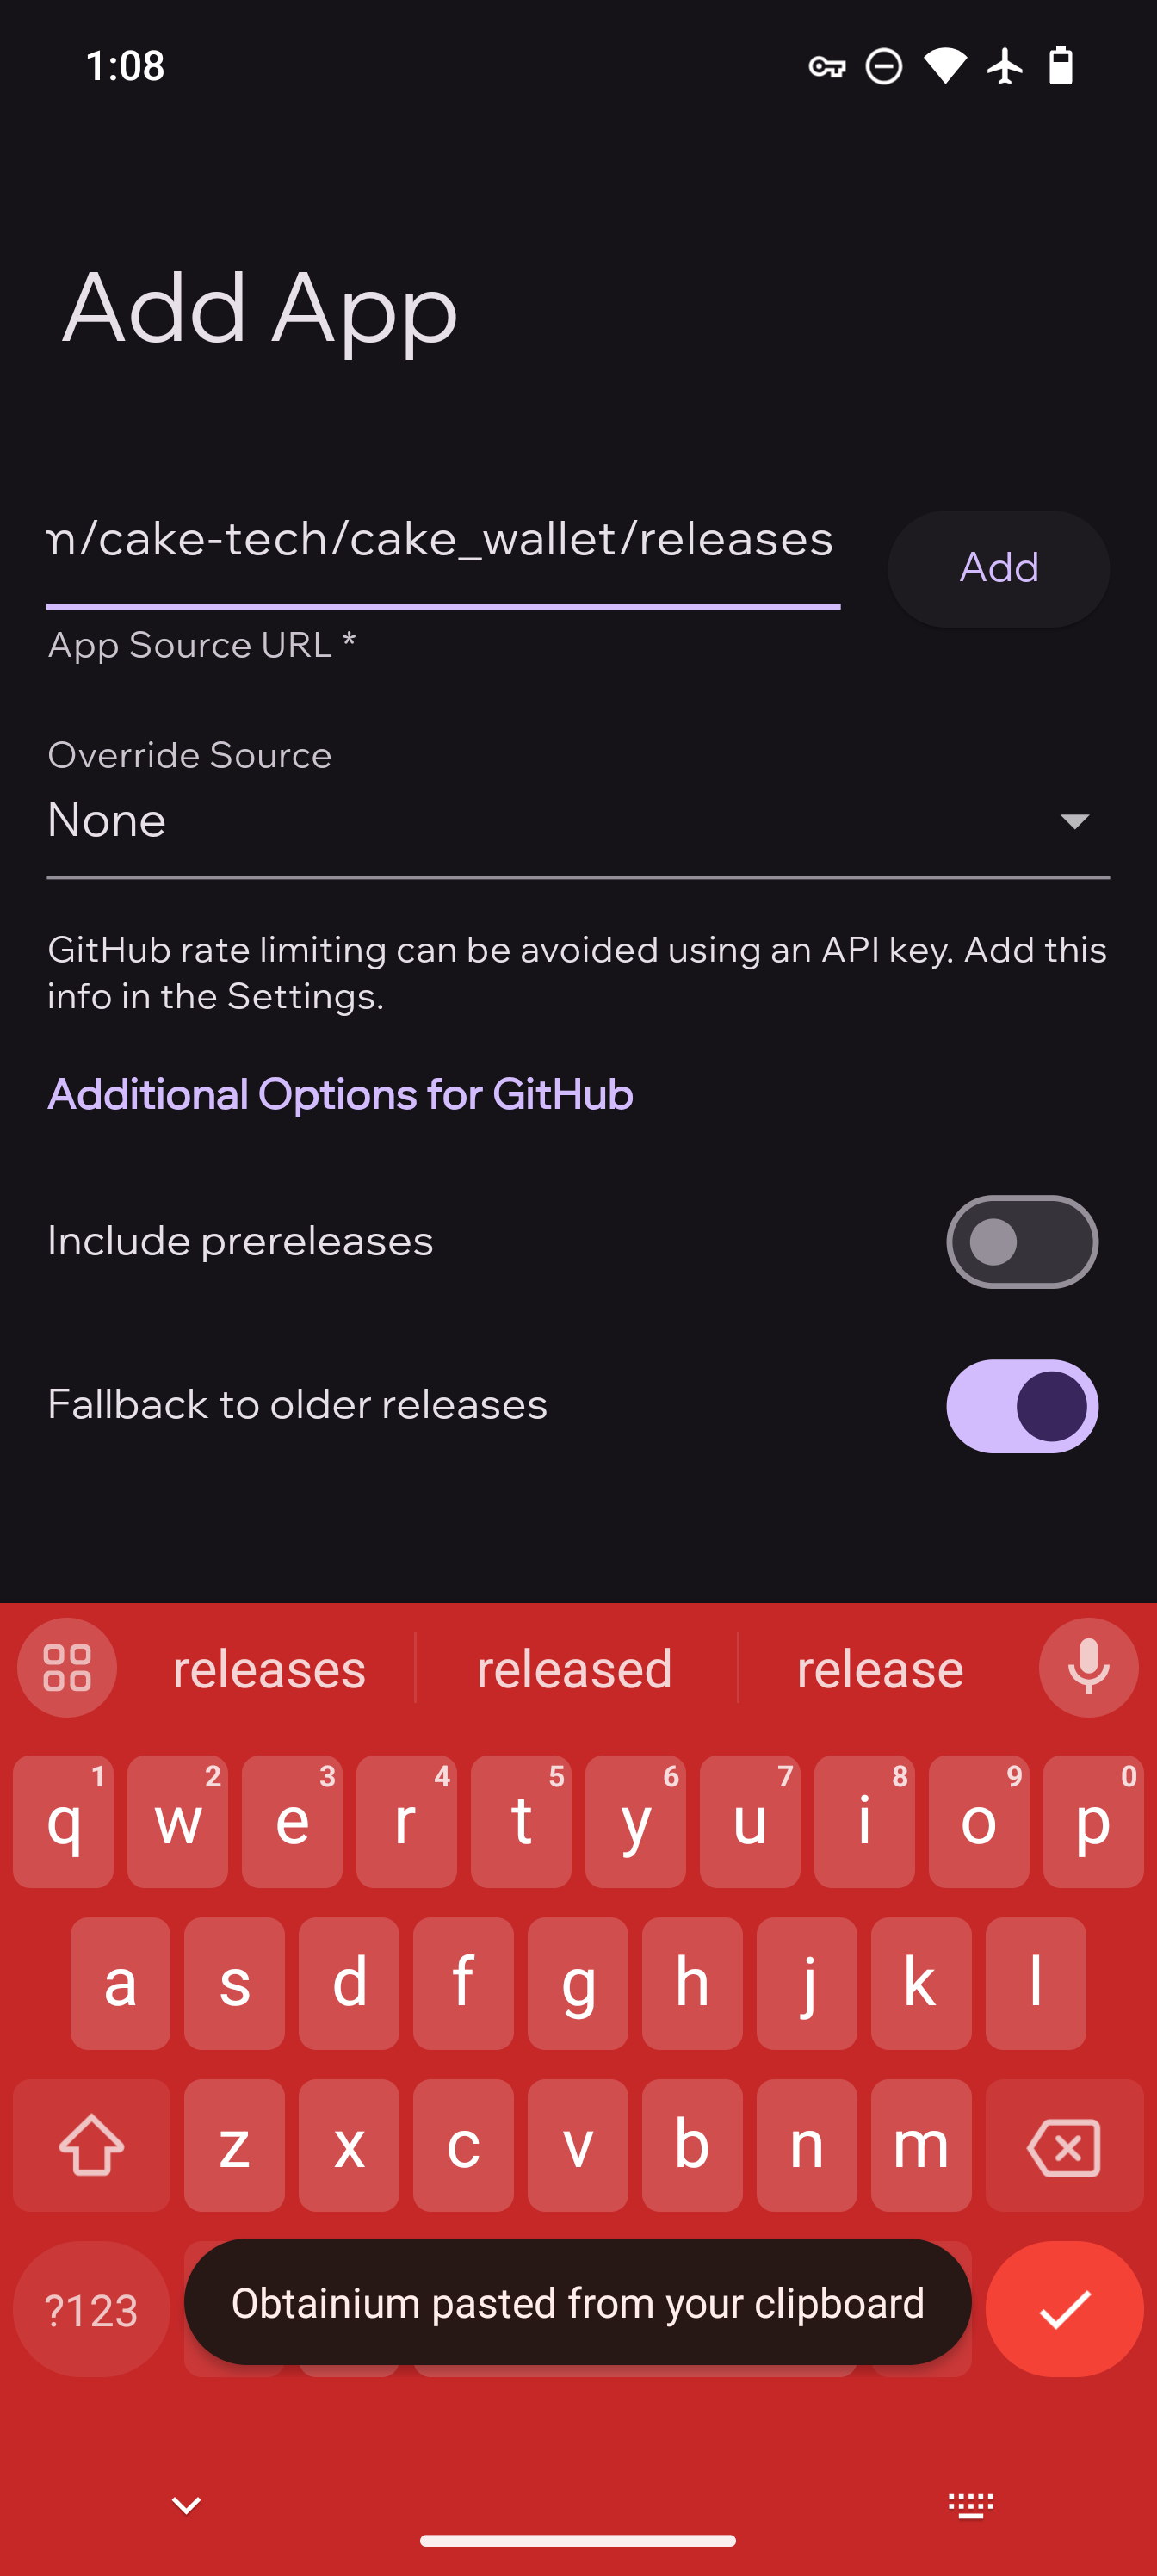 1:08
Add App
m/cake-tech/cake_wallet/releases
Add
App Source URL *
Override Source
None
GitHub rate limiting can be avoided using an API key. Add this
info in the Settings.
Additional Options for GitHub
Include prereleases
Fallback to older releases
releases released release
1 2 3 4 5 6 7 8 9 0
q w e r t y u i o p
a s d f g h j k l
z x c v b n m
?123
Obtainium pasted from your clipboard